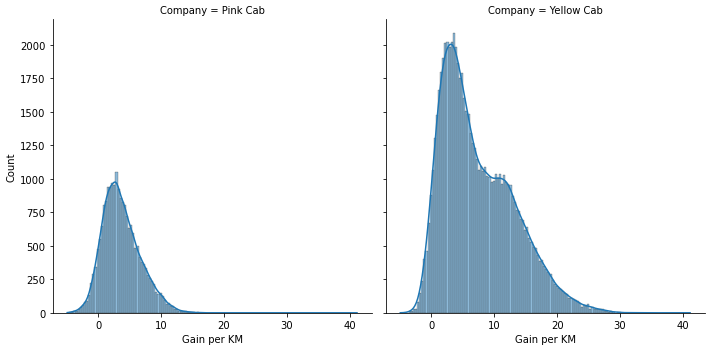 Company = Pink Cab
Company = Yellow Cab
2000
1750
1500
1250
1000
750
500
250
0
Count
0 10 20 30 40
0 10 20 30 40
Gain per KM
Gain per KM